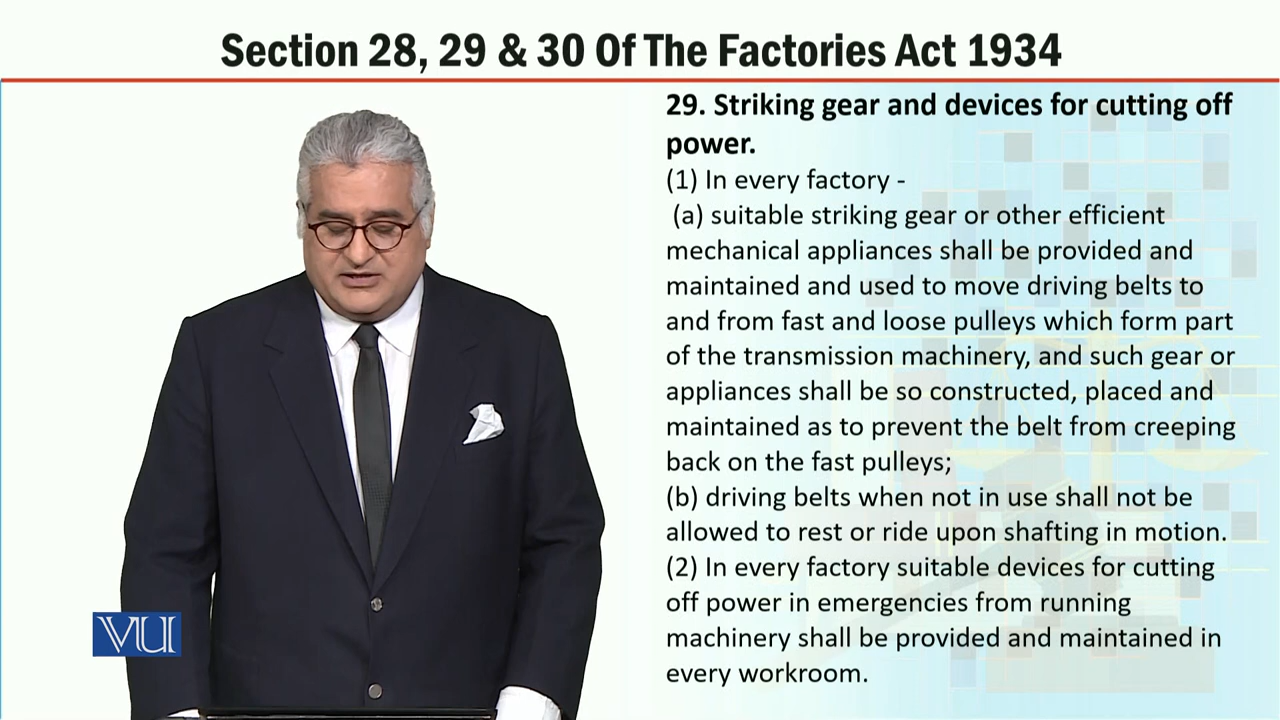 Section 28, 29 & 30 Of The Factories Act 1934
29. Striking gear and devices for cutting off
power.
(1) In every factory -
(a) suitable striking gear or other efficient
mechanical appliances shall be provided and
maintained and used to move driving belts to
and from fast and loose pulleys which form part
of the transmission machinery, and such gear or
appliances shall be so constructed, placed and
maintained as to prevent the belt from creeping
back on the fast pulleys;
(b) driving belts when not in use shall not be
allowed to rest or ride upon shafting in motion.
(2) In every factory suitable devices for cutting
off power in emergencies from running
machinery shall be provided and maintained in
every workroom.
VU